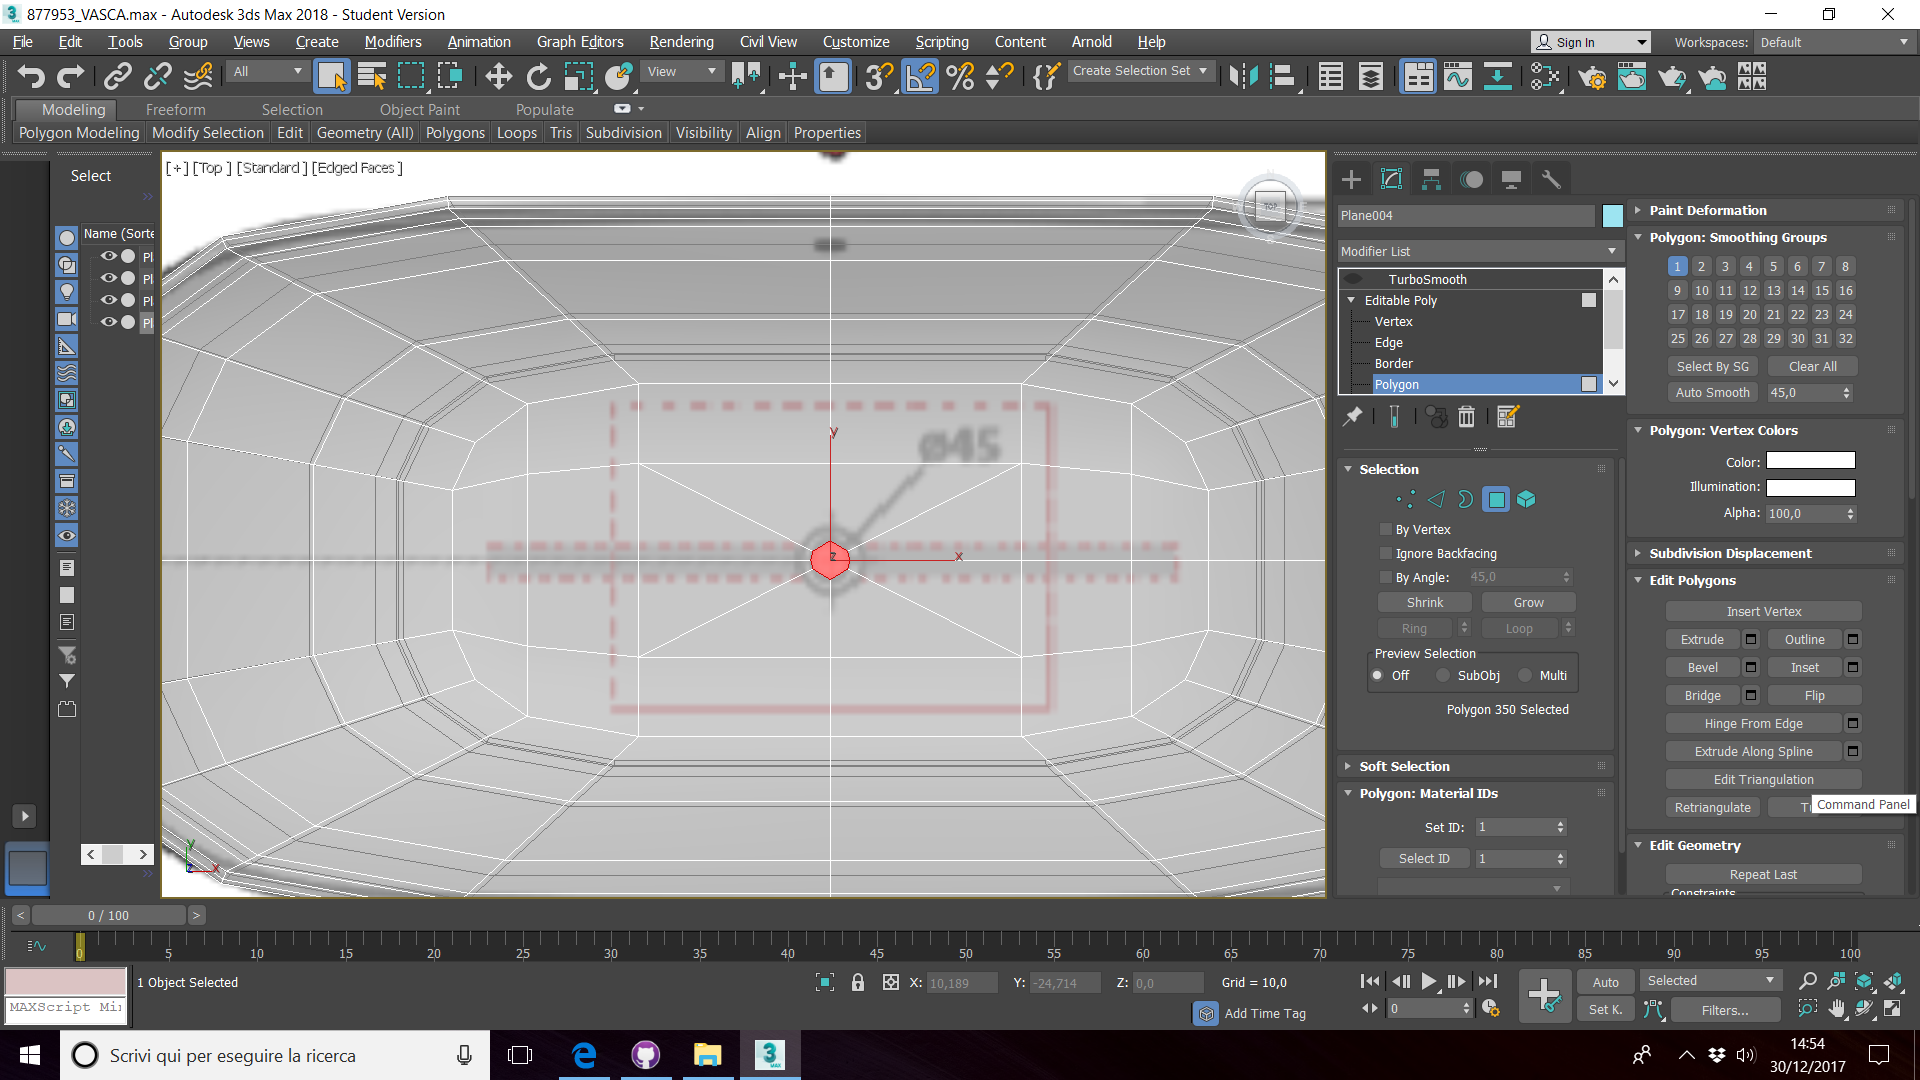 877953_VASCA.max - Autodesk 3ds Max 2018 - Student Version
File Edit Tools Group Views Create Modifiers Animation Graph Editors Rendering Civil View Customize Scripting Content Arnold Help Sign In Workspaces: Default
All View Create Selection Set
Modeling Freeform Selection Object Paint Populate
Polygon Modeling Modify Selection Edit Geometry (All) Polygons Loops Tris Subdivision Visibility Align Properties
Select
Name (Sorte
Pl
Pl
Pl
Pl
[+] [Top ] [Standard ] [Edged Faces ]
TOP
Ø45
y
z
x
y
x
Plane004
Modifier List
TurboSmooth
Editable Poly
Vertex
Edge
Border
Polygon
Selection
By Vertex
Ignore Backfacing
By Angle: 45,0
Shrink Grow
Ring Loop
Preview Selection
Off SubObj Multi
Polygon 350 Selected
Soft Selection
Polygon: Material IDs
Set ID: 1
Select ID 1
Paint Deformation
Polygon: Smoothing Groups
1 2 3 4 5 6 7 8
9 10 11 12 13 14 15 16
17 18 19 20 21 22 23 24
25 26 27 28 29 30 31 32
Select By SG Clear All
Auto Smooth 45,0
Polygon: Vertex Colors
Color:
Illumination:
Alpha: 100,0
Subdivision Displacement
Edit Polygons
Insert Vertex
Extrude Outline
Bevel Inset
Bridge Flip
Hinge From Edge
Extrude Along Spline
Edit Triangulation
Retriangulate Tu
Command Panel
Edit Geometry
Repeat Last
Constraints
0 / 100
0 5 10 15 20 25 30 35 40 45 50 55 60 65 70 75 80 85 90 95 100
1 Object Selected
MAXScript Mi
X: 10,189 Y: -24,714 Z: 0,0 Grid = 10,0
Add Time Tag
0
Auto Selected
Set K. Filters...
Scrivi qui per eseguire la ricerca
3
MAX
14:54
30/12/2017